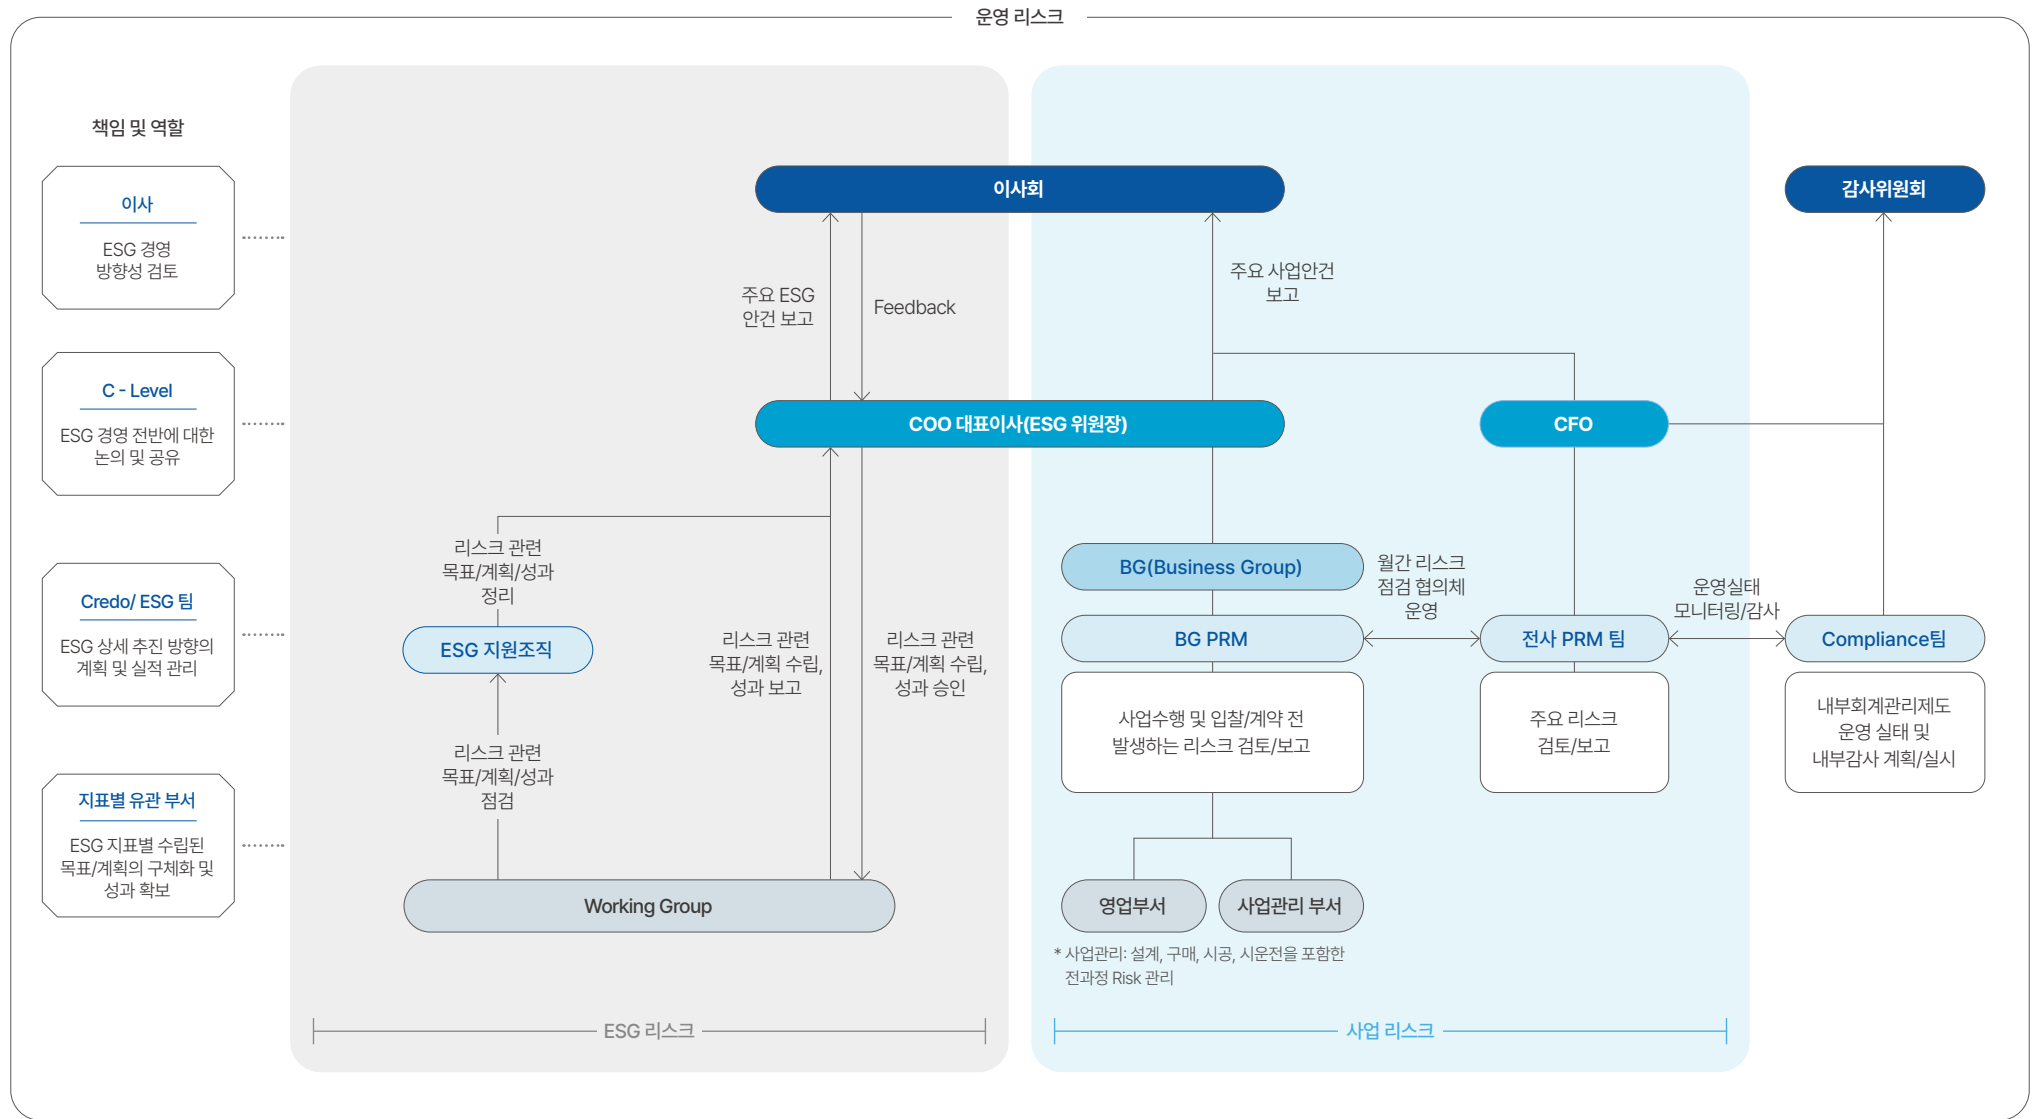 운영 리스크
책임 및 역할
이사
ESG 경영
방향성 검토
C - Level
ESG 경영 전반에 대한
논의 및 공유
Credo/ ESG 팀
ESG 상세 추진 방향의
계획 및 실적 관리
지표별 유관 부서
ESG 지표별 수립된
목표/계획의 구체화 및
성과 확보
이사회
주요 ESG
안건 보고
Feedback
COO 대표이사(ESG 위원장)
리스크 관련
목표/계획/성과
정리
ESG 지원조직
리스크 관련
목표/계획/성과
점검
리스크 관련
목표/계획 수립,
성과 보고
리스크 관련
목표/계획 수립,
성과 승인
Working Group
ESG 리스크
주요 사업안건
보고
CFO
BG(Business Group)
BG PRM
월간 리스크
점검 협의체
운영
전사 PRM 팀
사업수행 및 입찰/계약 전
발생하는 리스크 검토/보고
주요 리스크
검토/보고
영업부서
사업관리 부서
* 사업관리: 설계, 구매, 시공, 시운전을 포함한
전과정 Risk 관리
사업 리스크
감사위원회
운영실태
모니터링/감사
Compliance팀
내부회계관리제도
운영 실태 및
내부감사 계획/실시